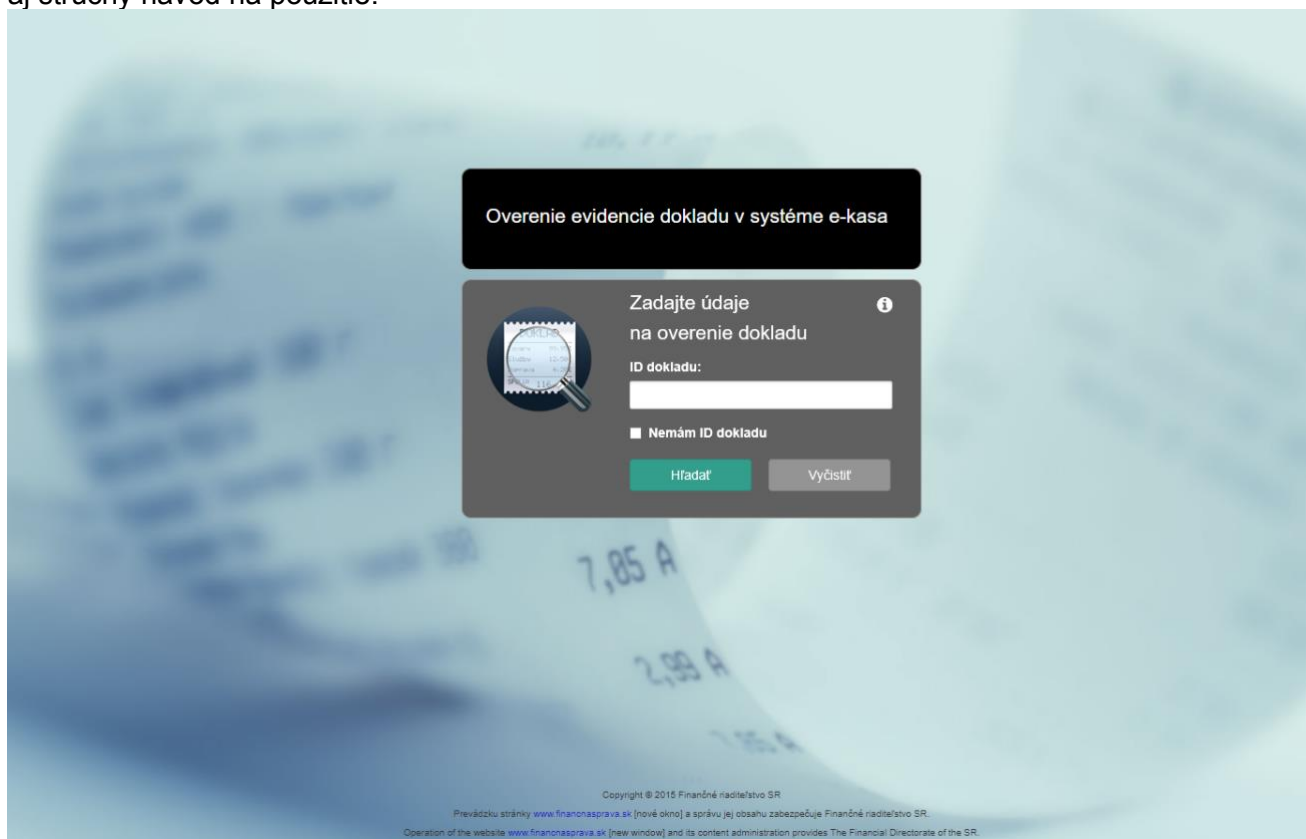 aj stručný návod na použitie.
Overenie evidencie dokladu v systéme e-kasa
Zadajte údaje
na overenie dokladu
ID dokladu:
Nemám ID dokladu
Hľadať
Vyčistiť
7,85 A
2,99 A
Copyright © 2015 Finančné riaditeľstvo SR
Prevádzku stránky www.financnasprava.sk [nové okno] a správu jej obsahu zabezpečuje Finančné riaditeľstvo SR.
Operation of the website www.financnasprava.sk [new window] and its content administration provides The Financial Directorate of the SR.